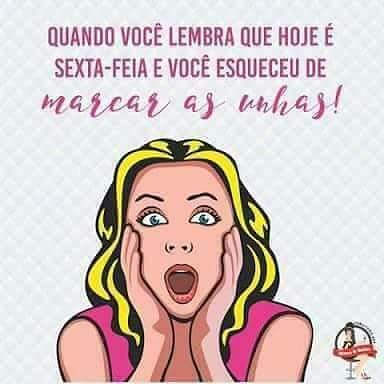 QUANDO VOCÊ LEMBRA QUE HOJE É
SEXTA-FEIA E VOCÊ ESQUECEU DE
marcar as unhas!